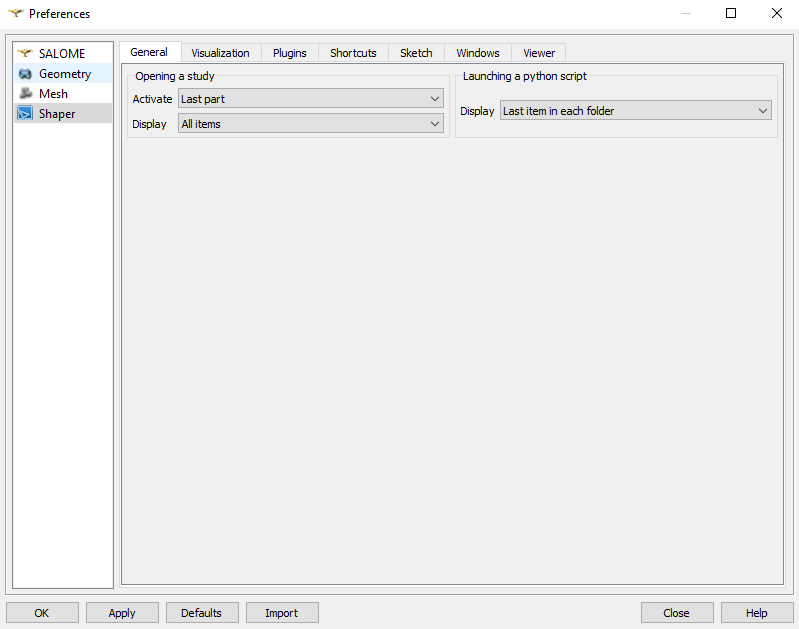 Preferences
SALOME
Geometry
Mesh
Shaper
General Visualization Plugins Shortcuts Sketch Windows Viewer
Opening a study
Activate Last part
Display All items
Launching a python script
Display Last item in each folder
OK Apply Defaults Import Close Help